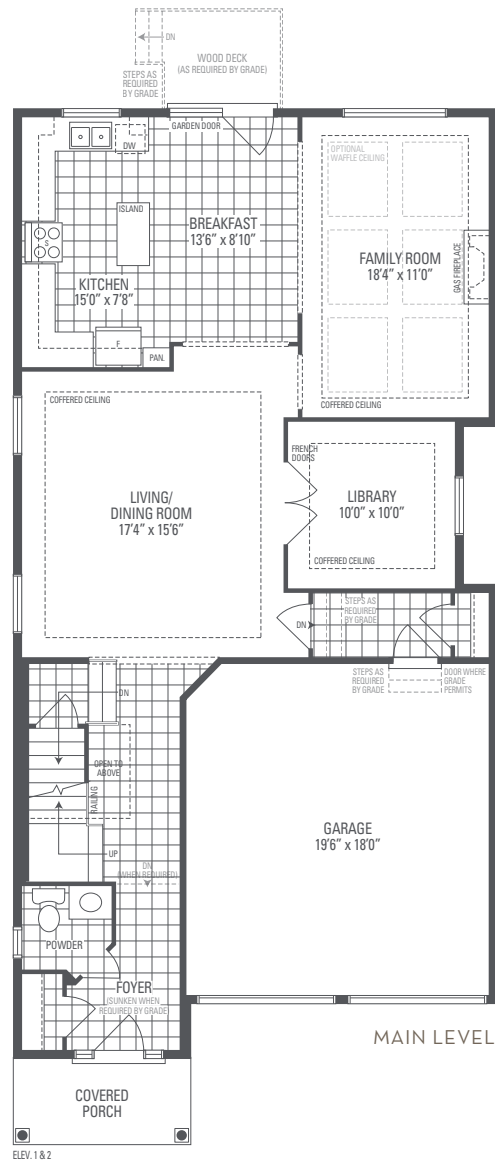 DN
WOOD DECK
(AS REQUIRED BY GRADE)
STEPS AS
REQUIRED
BY GRADE
GARDEN DOOR
DW
OPTIONAL
WAFFLE CEILING
ISLAND
BREAKFAST
13'6" x 8'10"
S
FAMILY ROOM
18'4" x 11'0"
GAS FIREPLACE
KITCHEN
15'0" x 7'8"
F.
PAN.
COFFERED CEILING
COFFERED CEILING
FRENCH
DOORS
LIVING/
DINING ROOM
17'4" x 15'6"
LIBRARY
10'0" x 10'0"
COFFERED CEILING
STEPS AS
REQUIRED
BY GRADE
DN
STEPS AS
REQUIRED
BY GRADE
DOOR WHERE
GRADE
PERMITS
DN
OPEN TO
ABOVE
RAILING
GARAGE
19'6" x 18'0"
UP
DN
(WHEN REQUIRED)
POWDER
FOYER
(SUNKEN WHEN
REQUIRED BY GRADE)
MAIN LEVEL
COVERED
PORCH
ELEV. 1 & 2